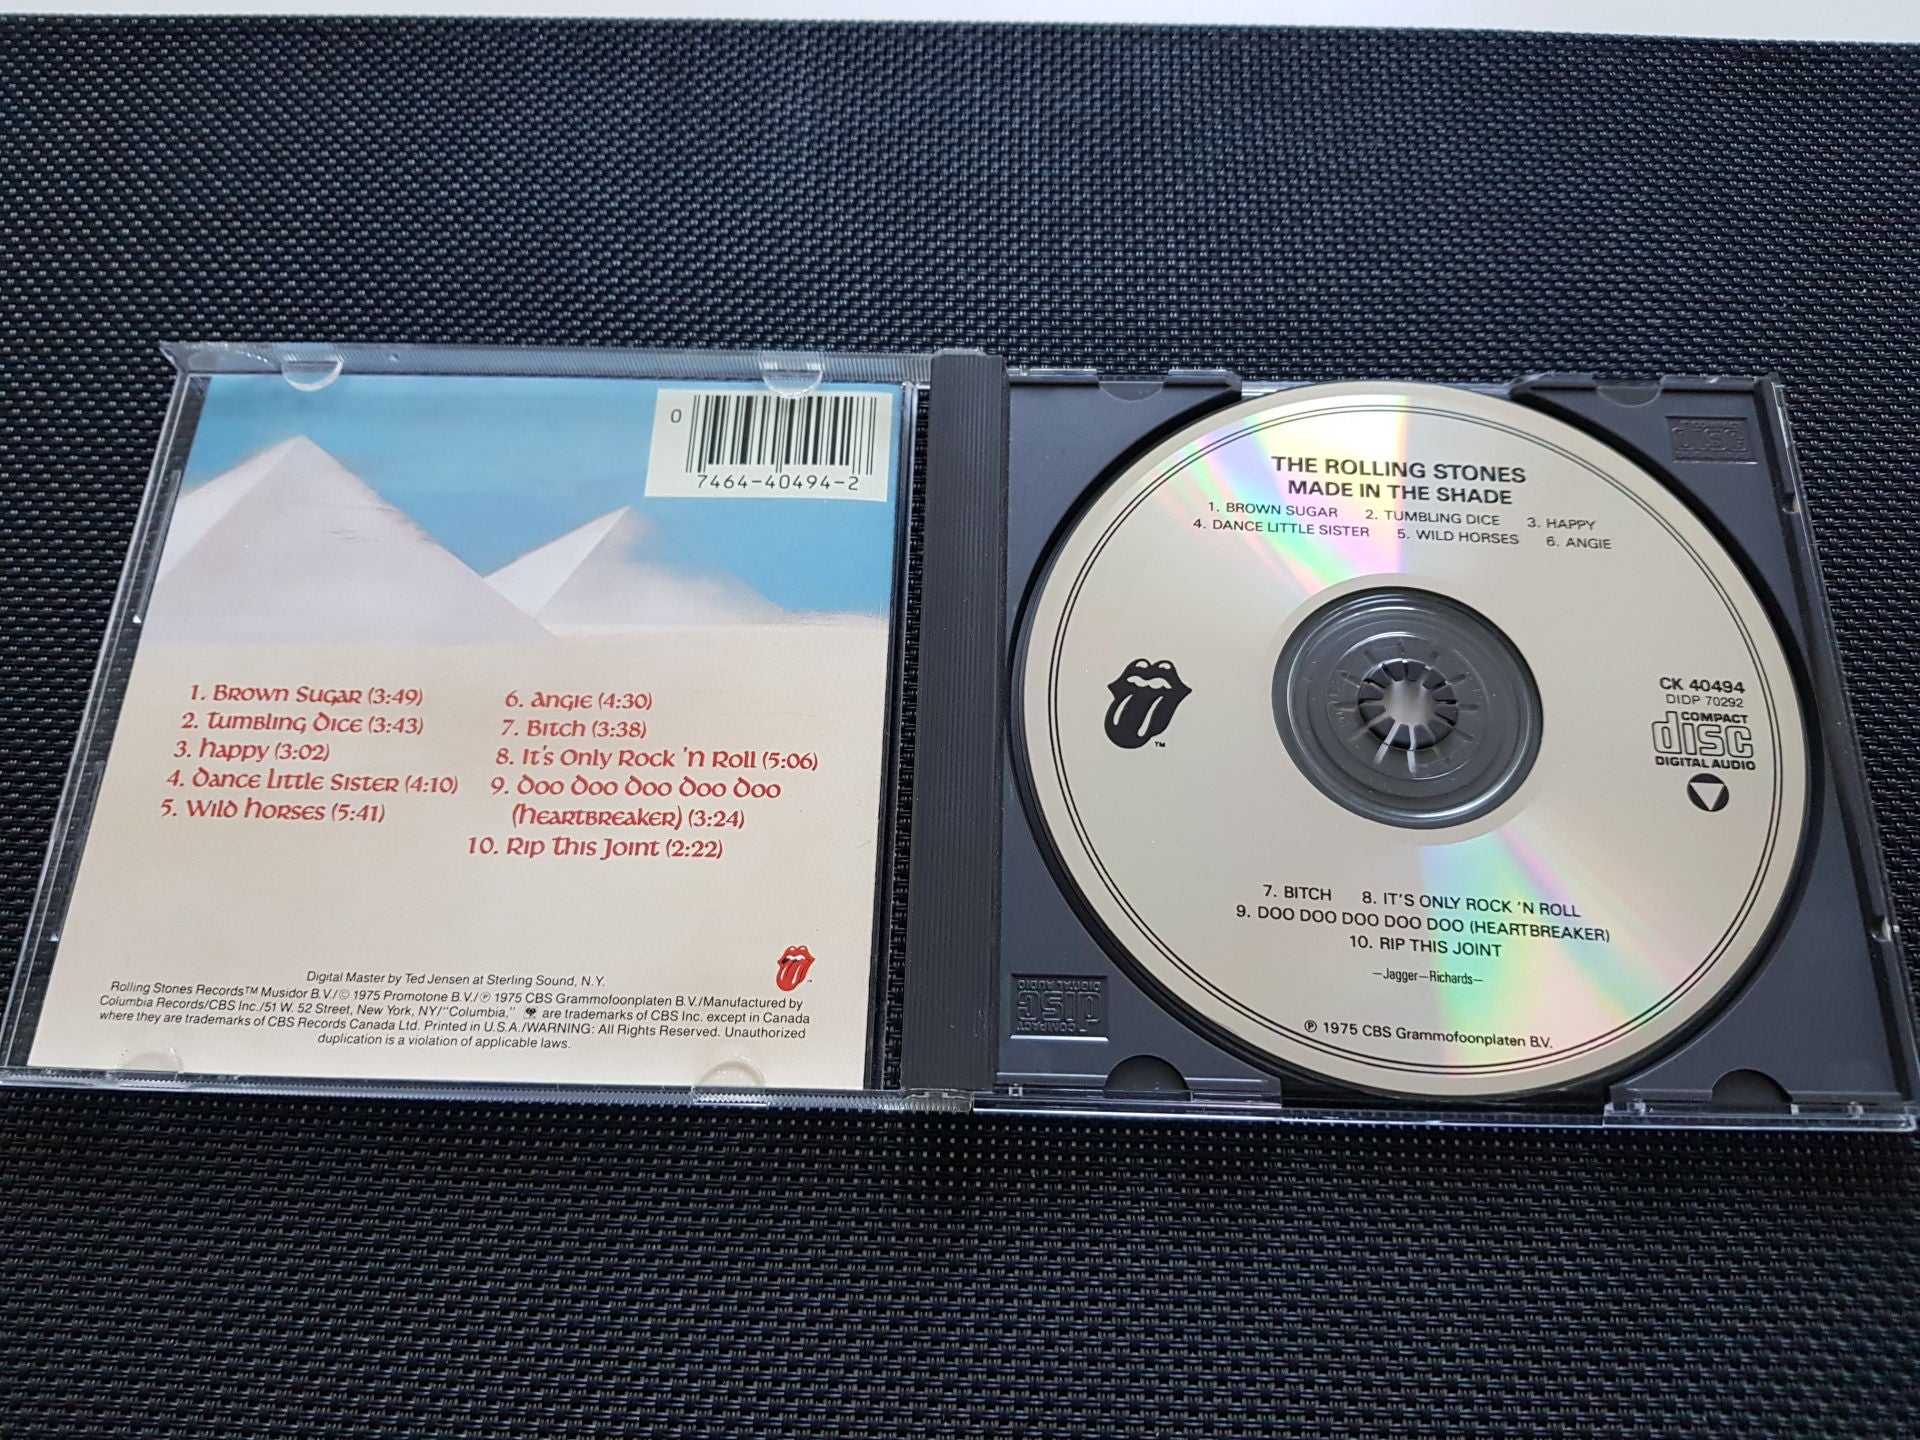 0
7464-40494-2
1. Brown Sugar (3:49)
2. Tumbling Dice (3:43)
3. Happy (3:02)
4. Dance Little Sister (4:10)
5. Wild Horses (5:41)
6. Angie (4:30)
7. Bitch (3:38)
8. It's Only Rock 'n Roll (5:06)
9. Doo Doo Doo Doo Doo
(Heartbreaker) (3:24)
10. Rip This Joint (2:22)
Digital Master by Ted Jensen at Sterling Sound, N.Y.
Rolling Stones Records™ Musidor B.V./© 1975 Promotone B.V./℗ 1975 CBS Grammofoonplaten B.V./Manufactured by
Columbia Records/CBS Inc./51 W. 52 Street, New York, NY/"Columbia," are trademarks of CBS Inc. except in Canada
where they are trademarks of CBS Records Canada Ltd. Printed in U.S.A./WARNING: All Rights Reserved. Unauthorized
duplication is a violation of applicable laws.
THE ROLLING STONES
MADE IN THE SHADE
1. BROWN SUGAR 2. TUMBLING DICE 3. HAPPY
4. DANCE LITTLE SISTER 5. WILD HORSES 6. ANGIE
TM
CK 40494
DIDP 70292
COMPACT
disc
DIGITAL AUDIO
7. BITCH 8. IT'S ONLY ROCK 'N ROLL
9. DOO DOO DOO DOO DOO (HEARTBREAKER)
10. RIP THIS JOINT
—Jagger—Richards—
℗ 1975 CBS Grammofoonplaten B.V.
COMPACT
disc
DIGITAL AUDIO